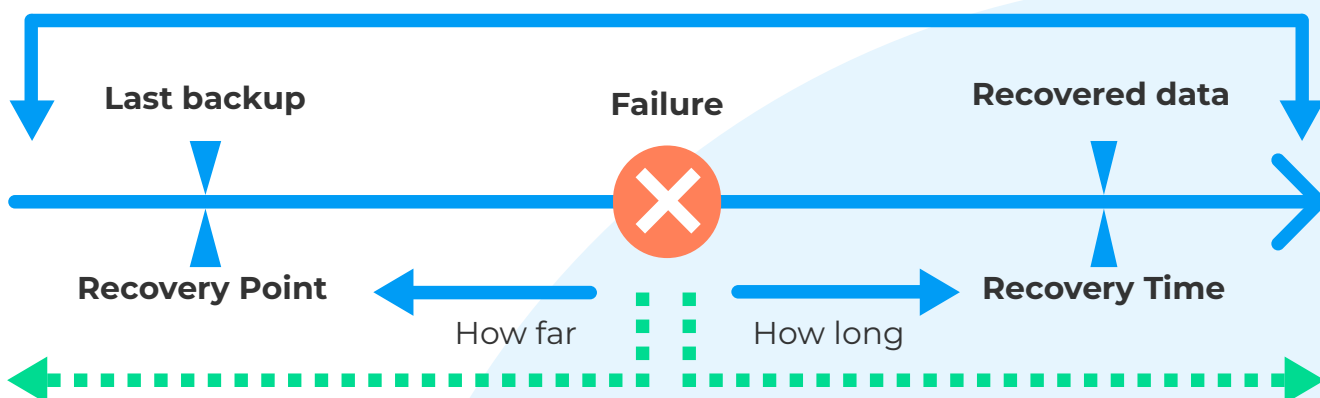 Last backup
Failure
Recovered data
Recovery Point
Recovery Time
How far
How long